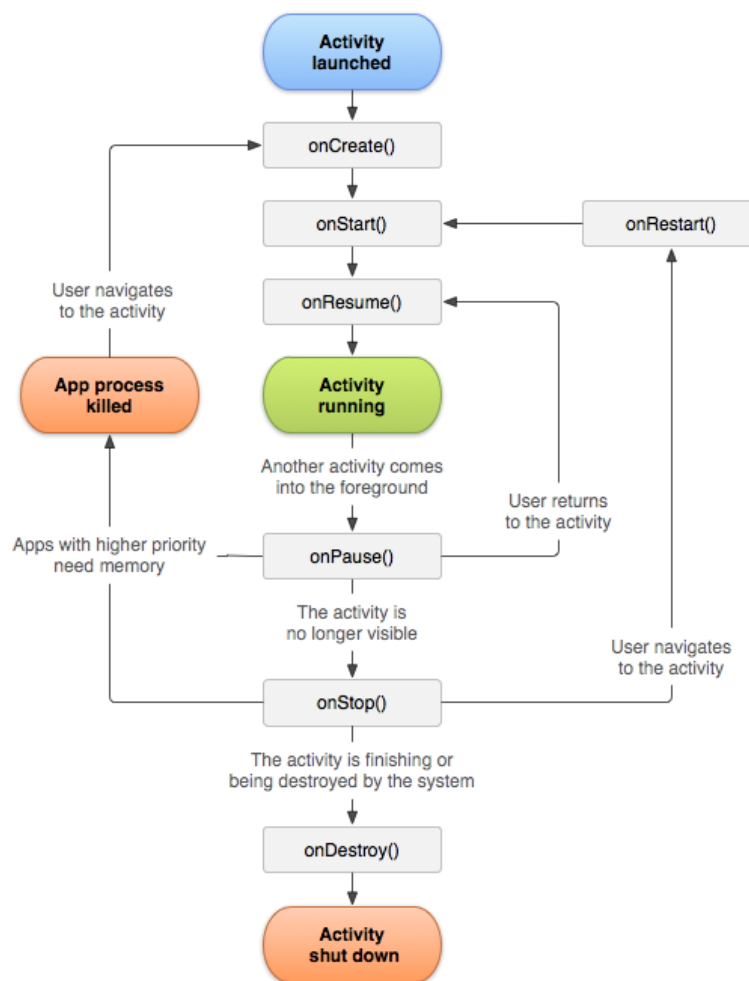 Activity
launched
onCreate()
onStart()
onRestart()
User navigates
to the activity
onResume()
App process
killed
Activity
running
Another activity comes
into the foreground
User returns
to the activity
Apps with higher priority
need memory
onPause()
The activity is
no longer visible
User navigates
to the activity
onStop()
The activity is finishing or
being destroyed by the system
onDestroy()
Activity
shut down